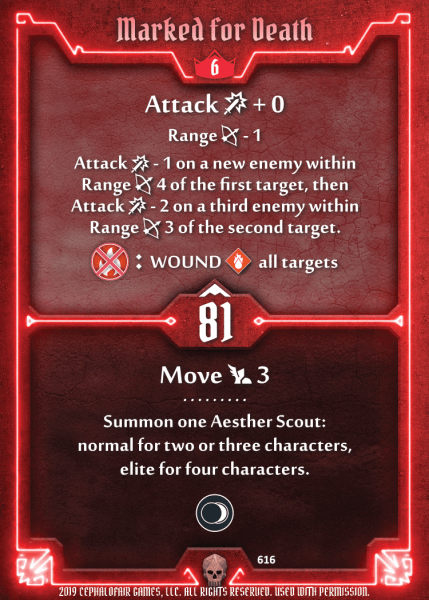 Marked for Death
6
Attack + 0
Range - 1
Attack - 1 on a new enemy within
Range 4 of the first target, then
Attack - 2 on a third enemy within
Range 3 of the second target.
: WOUND all targets
81
Move 3
.........
Summon one Aesther Scout:
normal for two or three characters,
elite for four characters.
616
2019 CEPHALOFAIR GAMES, LLC. ALL RIGHTS RESERVED. USED WITH PERMISSION.